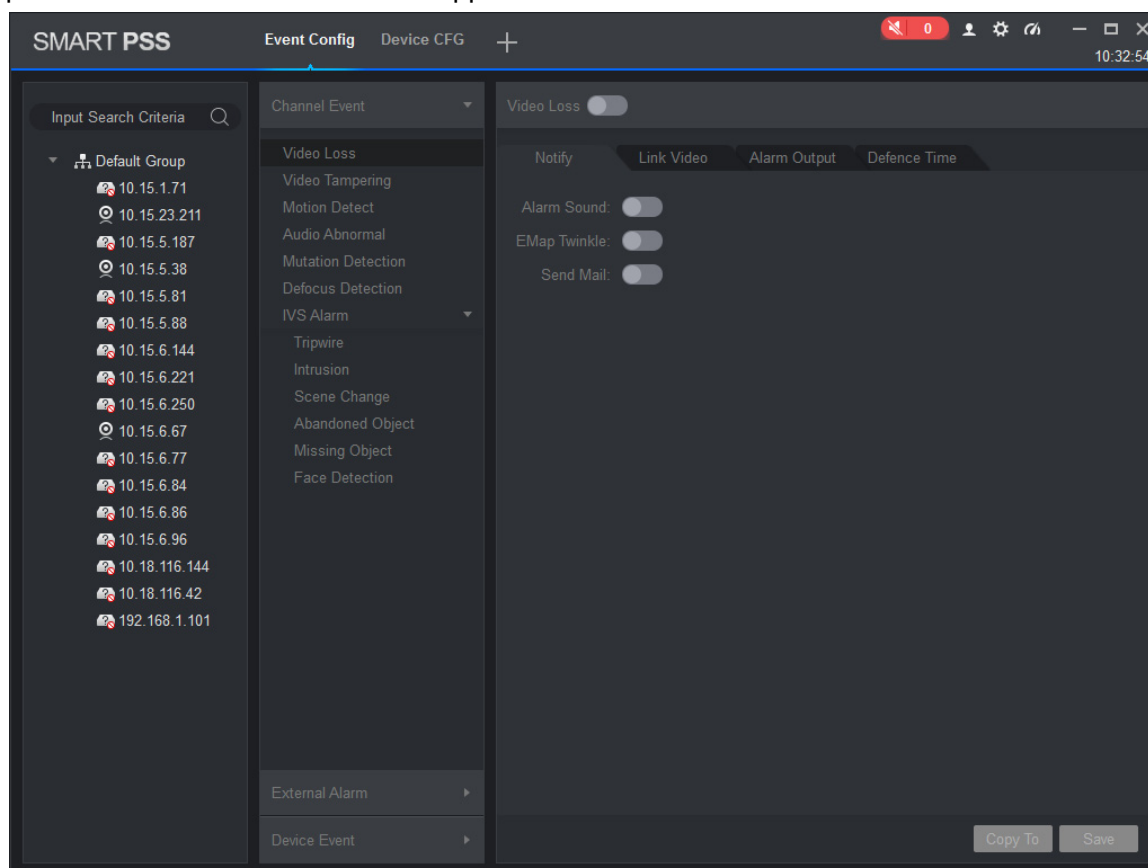 SMART PSS
Event Config
Device CFG
0
10:32:54
Input Search Criteria
Default Group
10.15.1.71
10.15.23.211
10.15.5.187
10.15.5.38
10.15.5.81
10.15.5.88
10.15.6.144
10.15.6.221
10.15.6.250
10.15.6.67
10.15.6.77
10.15.6.84
10.15.6.86
10.15.6.96
10.18.116.144
10.18.116.42
192.168.1.101
Channel Event
Video Loss
Video Tampering
Motion Detect
Audio Abnormal
Mutation Detection
Defocus Detection
IVS Alarm
Tripwire
Intrusion
Scene Change
Abandoned Object
Missing Object
Face Detection
External Alarm
Device Event
Video Loss
Notify
Link Video
Alarm Output
Defence Time
Alarm Sound:
EMap Twinkle:
Send Mail:
Copy To
Save